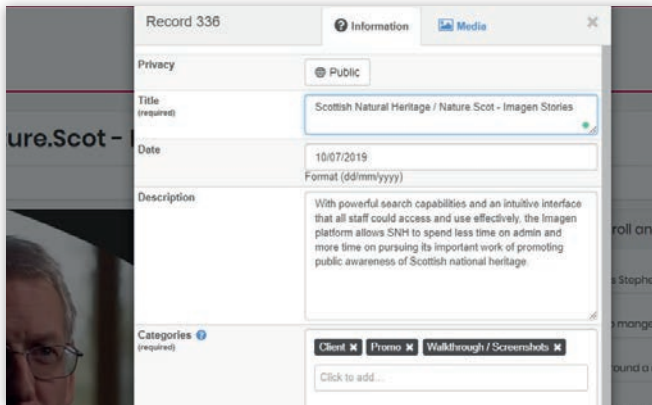 Record 336
Information
Media
Privacy
Public
Title
(required)
Scottish Natural Heritage / Nature Scot - Imagen Stories
Date
10/07/2019
Format (dd/mm/yyyy)
Description
With powerful search capabilities and an intuitive interface
that all staff could access and use effectively, the Imagen
platform allows SNH to spend less time on admin and
more time on pursuing its important work of promoting
public awareness of Scottish national heritage.
Categories
(required)
Client Promo Walkthrough / Screenshots
Click to add...
ure.Scot -
roll an
s Stephe
mange
ound a